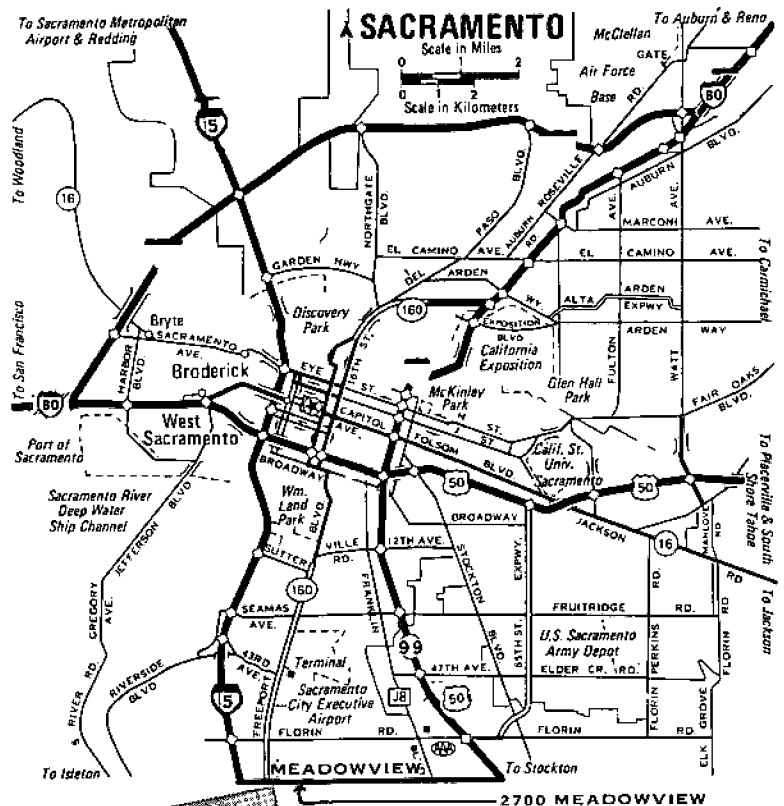 To Sacramento Metropolitan
Airport & Redding
SACRAMENTO
Scale in Miles
0 1 2
0 1 2
Scale in Kilometers
McClellan
Air Force
Base
To Auburn & Reno
GATE
RD.
80
5
To Woodland
16
NORTHGATE
BLVD.
PASO
BLVD.
ROSEVILLE
AUBURN
BLVD.
AVE.
AVE.
MARCONI AVE.
AUBURN
RD.
EL CAMINO AVE.
EL CAMINO AVE.
GARDEN HWY
DEL
ARDEN
WY
ALTA ARDEN
EXPWY
To Carmichael
160
EXPOSITION
BLVD
ARDEN WAY
Discovery
Park
California
Exposition
To San Francisco
Bryte
SACRAMENTO
AVE.
HARBOR
BLVD.
Broderick
16TH ST.
EYE
ST.
FULTON
WATT
Glen Hall
Park
McKinley
Park
H ST.
FAIR OAKS
BLVD.
80
West
Sacramento
CAPITOL
AVE.
FOLSOM
BLVD
Calif. St.
Univ.
Sacramento
Port of
Sacramento
BROADWAY
50
50
To Placerville & South
Shore Tahoe
Sacramento River
Deep Water
Ship Channel
Wm.
Land
Park
BLVD
JEFFERSON BLVD
BROADWAY
JACKSON
RD
16
MANLOVE
RD
SUTTER
VILLE
RD.
12TH AVE.
STOCKTON
BLVD
EXPWY.
65TH ST.
To Jackson
160
FRANKLIN
GREGORY
AVE.
SEAMAS
AVE.
FRUITRIDGE RD.
RD.
PERKINS
FLORIN
RD
FLORIN
99
U.S. Sacramento
Army Depot
S RIVER RD.
RIVERSIDE
BLVD
43RD
AVE.
Terminal
47TH AVE.
ELDER CR. RD.
Sacramento
City Executive
Airport
5
FREEPORT
J8
50
FLORIN RD.
FLORIN RD.
ELK GROVE
AAA
To Isleton
MEADOWVIEW
To Stockton
2700 MEADOWVIEW